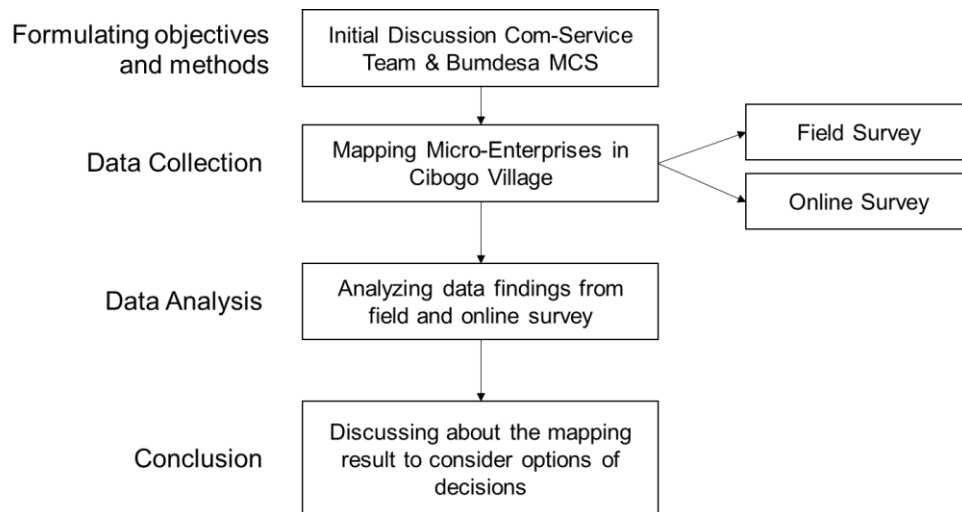 Formulating objectives
and methods
Initial Discussion Com-Service
Team & Bumdesa MCS
Data Collection
Mapping Micro-Enterprises in
Cibogo Village
Field Survey
Online Survey
Data Analysis
Analyzing data findings from
field and online survey
Conclusion
Discussing about the mapping
result to consider options of
decisions